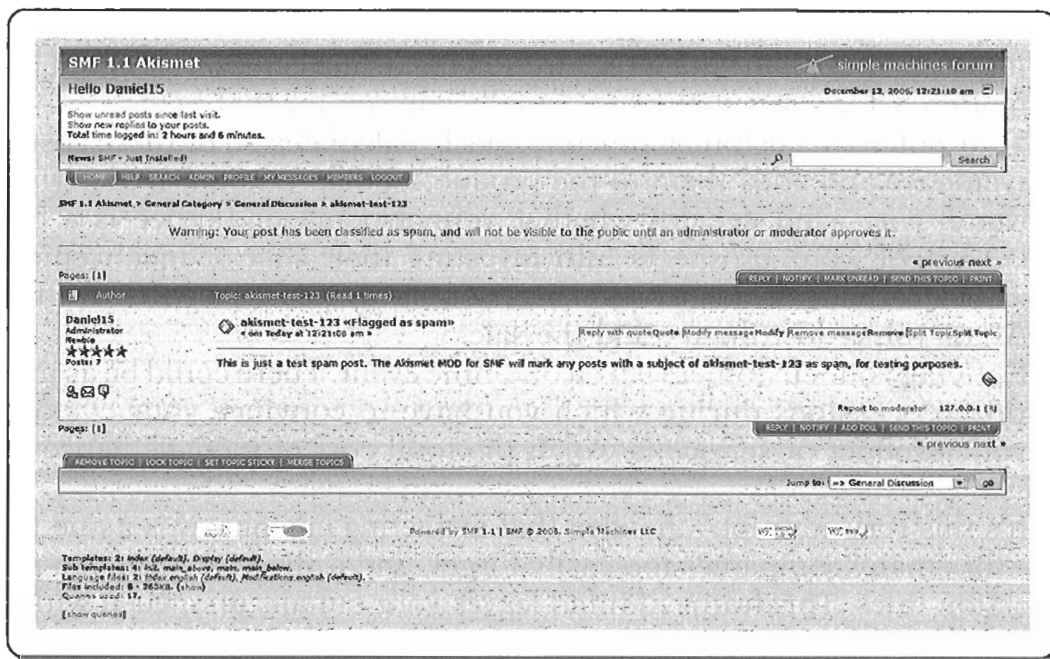 SMF 1.1 Akismet
simple machines forum
Hello Daniel15
December 12, 2006, 12:21:10 am
Show unread posts since last visit.
Show new replies to your posts.
Total time logged in: 2 hours and 6 minutes.
News: SMF - Just Installed!
Search
HOME HELP SEARCH ADMIN PROFILE MY MESSAGES MEMBERS LOGOUT
SMF 1.1 Akismet > General Category > General Discussion > akismet-test-123
Warning: Your post has been classified as spam, and will not be visible to the public until an administrator or moderator approves it.
« previous next »
Pages: [1]
REPLY | NOTIFY | MARK UNREAD | SEND THIS TOPIC | PRINT
Author Topic: akismet-test-123 (Read 1 times)
Daniel15
Administrator
Newbie
Posts: 7
akismet-test-123 «Flagged as spam»
« on: Today at 12:21:08 am »
Reply with quoteQuote Modify messageModify Remove messageRemove Split TopicSplit Topic
This is just a test spam post. The Akismet MOD for SMF will mark any posts with a subject of akismet-test-123 as spam, for testing purposes.
Report to moderator 127.0.0.1 (?)
Pages: [1]
REPLY | NOTIFY | ADD POLL | SEND THIS TOPIC | PRINT
« previous next »
REMOVE TOPIC | LOCK TOPIC | SET TOPIC STICKY | MERGE TOPICS
Jump to: => General Discussion go
Powered by SMF 1.1 | SMF © 2006, Simple Machines LLC
Templates: 2: index (default), Display (default).
Sub templates: 4: init, main_above, main, main_below.
Language files: 2: index.english (default), Modifications.english (default).
Files included: 8 - 265KB. (show)
Queries used: 17.
[show queries]